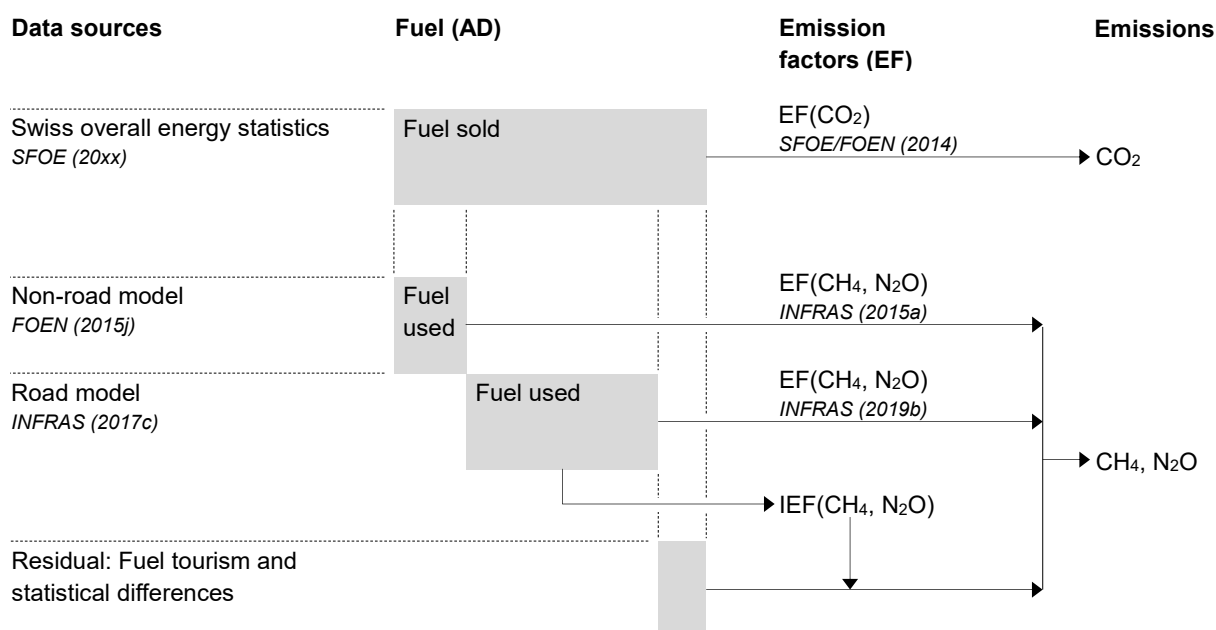 Data sources
Fuel (AD)
Emission
factors (EF)
Emissions
Swiss overall energy statistics
SFOE (20xx)
Fuel sold
EF(CO₂)
SFOE/FOEN (2014)
CO₂
Non-road model
FOEN (2015j)
Fuel
used
EF(CH₄, N₂O)
INFRAS (2015a)
Road model
INFRAS (2017c)
Fuel used
EF(CH₄, N₂O)
INFRAS (2019b)
CH₄, N₂O
IEF(CH₄, N₂O)
Residual: Fuel tourism and
statistical differences